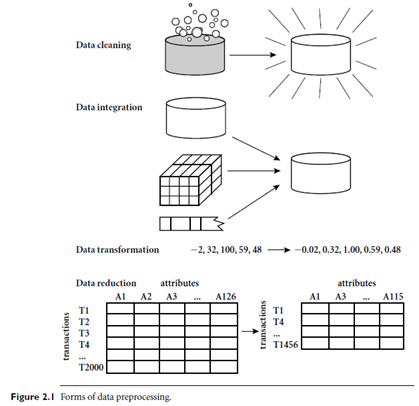 Data cleaning
Data integration
Data transformation −2, 32, 100, 59, 48 −0.02, 0.32, 1.00, 0.59, 0.48
Data reduction attributes attributes
A1 A2 A3 ... A126 A1 A3 ... A115
transactions transactions
T1 T1
T2 T4
T3 ...
T4 T1456
...
T2000
Figure 2.1 Forms of data preprocessing.